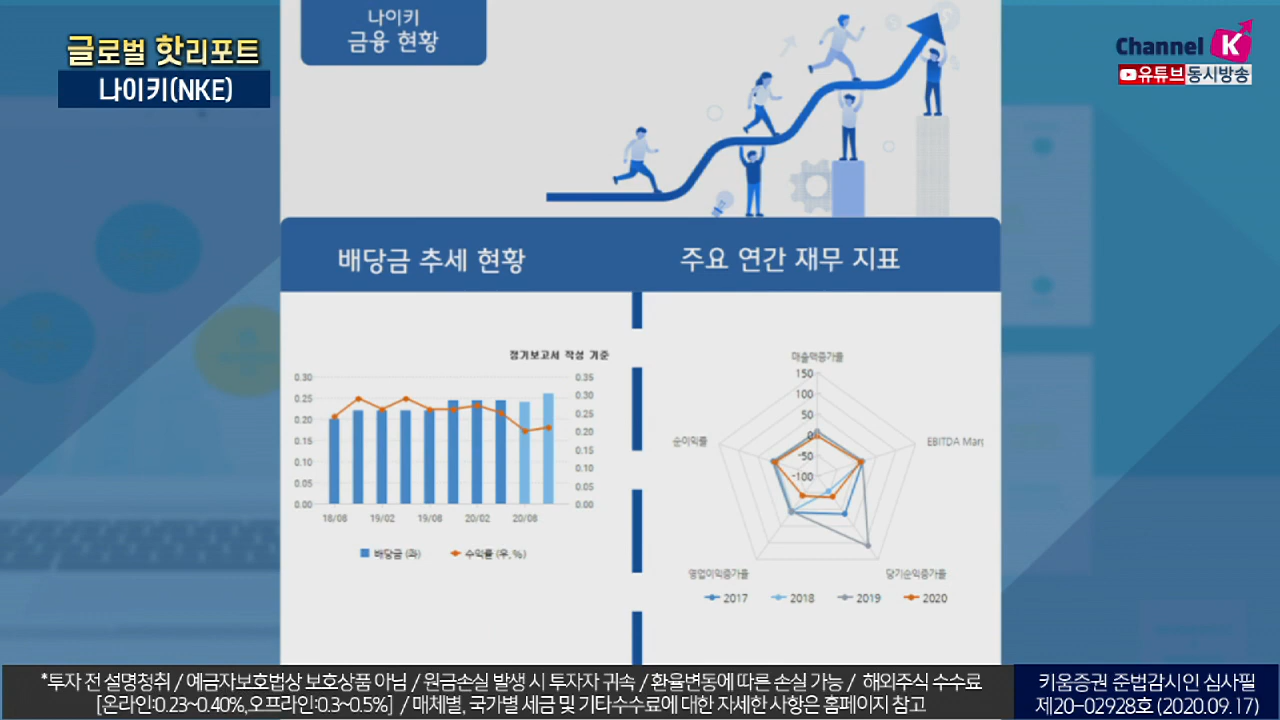 글로벌 핫리포트
나이키(NKE)
나이키
금융 현황
Channel K
유튜브동시방송
배당금 추세 현황
주요 연간 재무 지표
정기보고서 작성 기준
0.30
0.25
0.20
0.15
0.10
0.05
0.00
0.35
0.30
0.25
0.20
0.15
0.10
0.05
0.00
18/08
19/02
19/08
20/02
20/08
배당금 (좌)
수익률 (우,%)
매출액증가율
150
100
50
0
-50
-100
순이익률
EBITDA Marg
영업이익증가율
당기순익증가율
2017
2018
2019
2020
*투자 전 설명청취 / 예금자보호법상 보호상품 아님 / 원금손실 발생 시 투자자 귀속 / 환율변동에 따른 손실 가능 / 해외주식 수수료
[온라인:0.23~0.40%,오프라인:0.3~0.5%] / 매체별, 국가별 세금 및 기타수수료에 대한 자세한 사항은 홈페이지 참고
키움증권 준법감시인 심사필
제20-02928호 (2020.09.17)